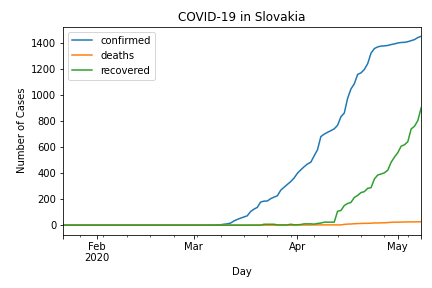 COVID-19 in Slovakia
confirmed
deaths
recovered
Number of Cases
1400
1200
1000
800
600
400
200
0
Feb
2020
Mar
Apr
May
Day